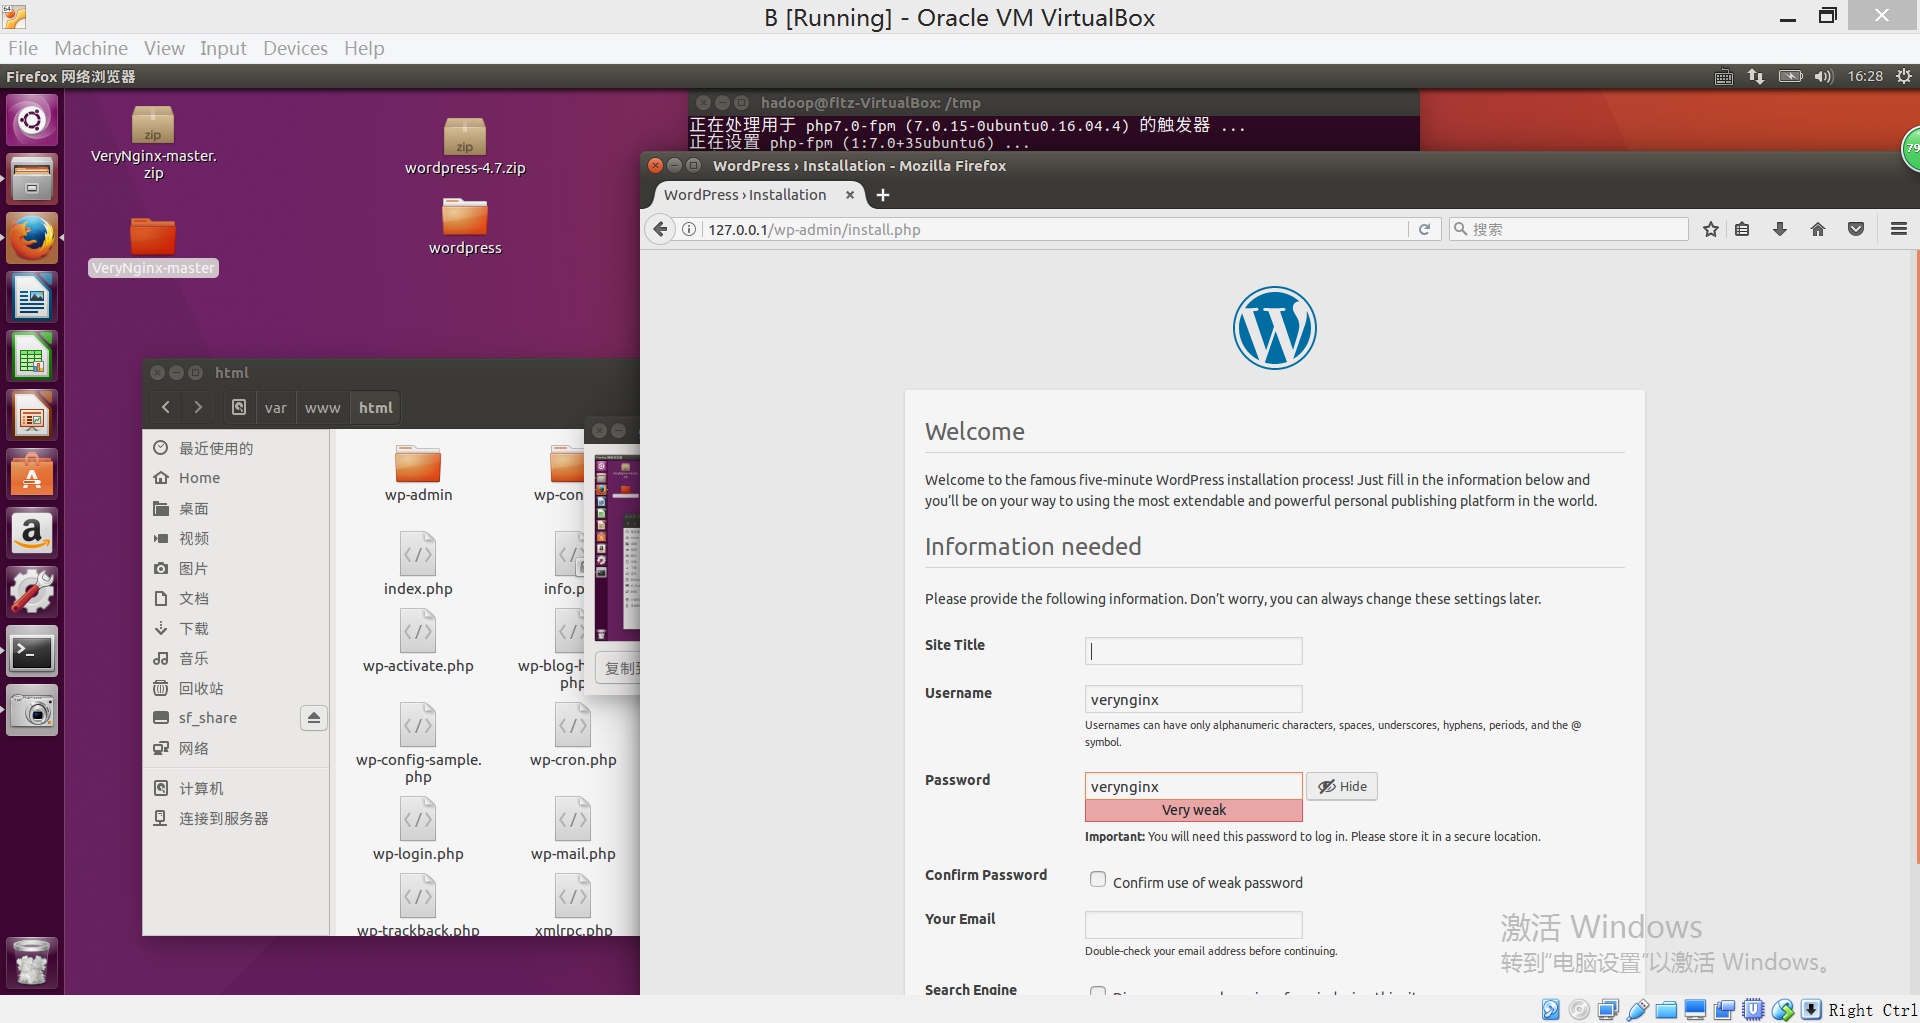 B [Running] - Oracle VM VirtualBox
File Machine View Input Devices Help
Firefox 网络浏览器
16:28
zip
VeryNginx-master.
zip
zip
wordpress-4.7.zip
VeryNginx-master
wordpress
hadoop@fitz-VirtualBox: /tmp
正在处理用于 php7.0-fpm (7.0.15-0ubuntu0.16.04.4) 的触发器 ...
正在设置 php-fpm (1:7.0+35ubuntu6) ...
79
WordPress › Installation - Mozilla Firefox
WordPress › Installation
127.0.0.1/wp-admin/install.php
搜索
html
var www html
最近使用的
Home
桌面
视频
图片
文档
下载
音乐
回收站
sf_share
网络
计算机
连接到服务器
wp-admin
wp-con
index.php
info.p
wp-activate.php
wp-blog-h
php
wp-config-sample.
php
wp-cron.php
wp-login.php
wp-mail.php
wp-trackback.php
xmlrpc.php
复制到
Welcome
Welcome to the famous five-minute WordPress installation process! Just fill in the information below and
you’ll be on your way to using the most extendable and powerful personal publishing platform in the world.
Information needed
Please provide the following information. Don’t worry, you can always change these settings later.
Site Title
Username
verynginx
Usernames can have only alphanumeric characters, spaces, underscores, hyphens, periods, and the @
symbol.
Password
verynginx
Hide
Very weak
Important: You will need this password to log in. Please store it in a secure location.
Confirm Password
Confirm use of weak password
Your Email
Double-check your email address before continuing.
Search Engine
激活 Windows
转到“电脑设置”以激活 Windows。
Right Ctrl